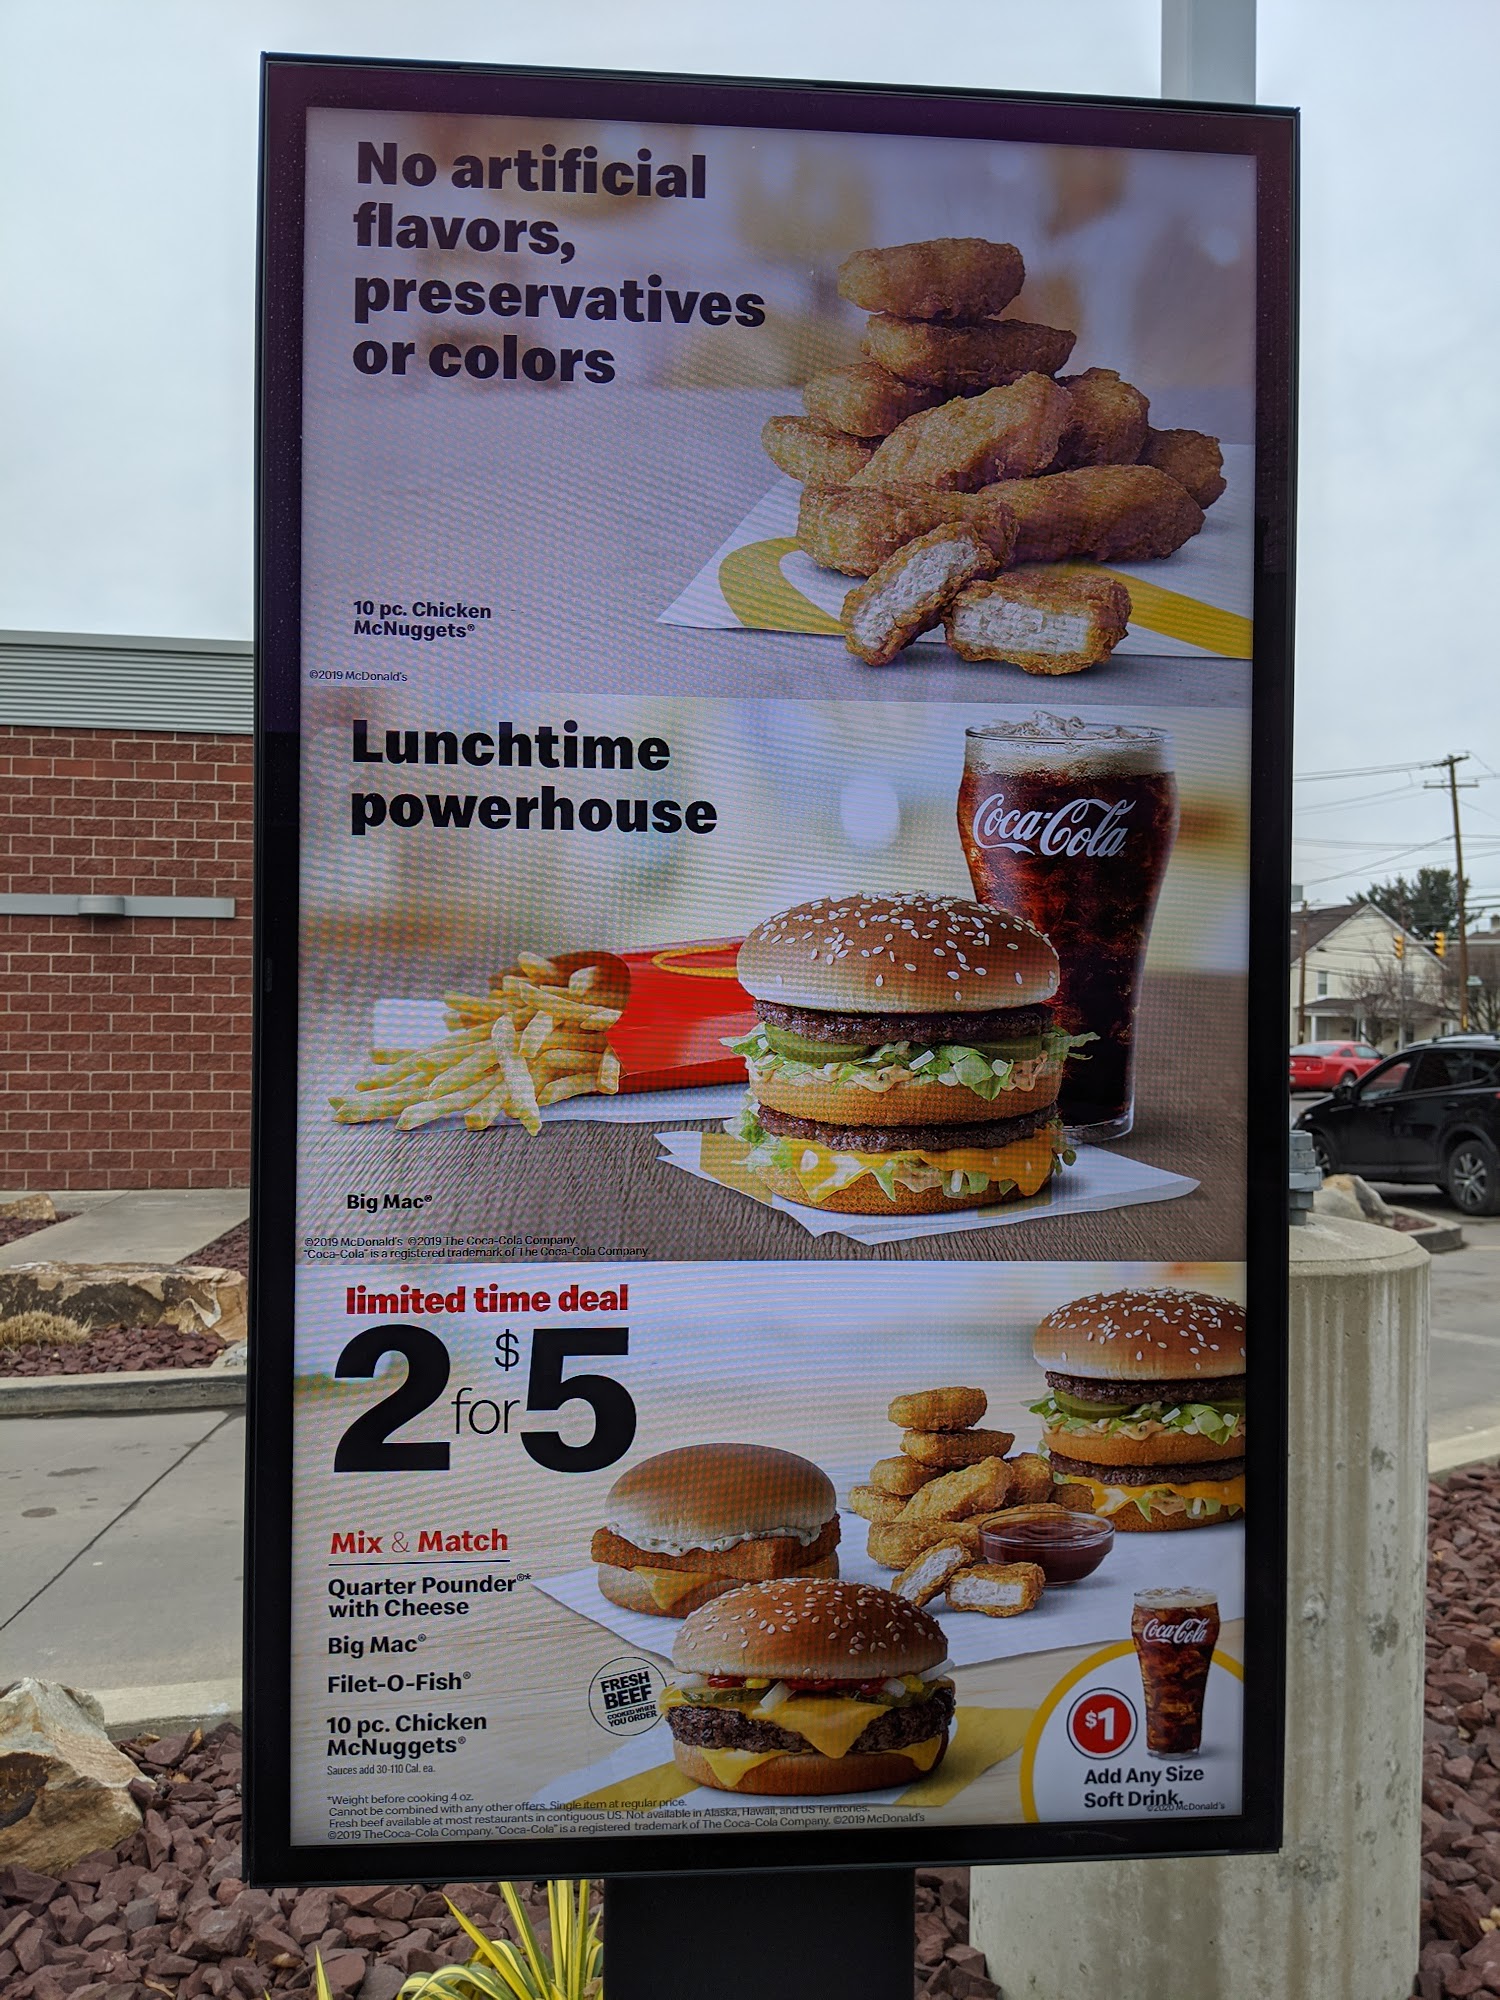 No artificial
flavors,
preservatives
or colors
10 pc. Chicken
McNuggets®
©2019 McDonald's
Lunchtime
powerhouse
Coca-Cola
Big Mac®
©2019 McDonald's ©2019 The Coca-Cola Company.
"Coca-Cola" is a registered trademark of The Coca-Cola Company.
limited time deal
2 for $5
Mix & Match
Quarter Pounder®*
with Cheese
Big Mac®
Filet-O-Fish®
10 pc. Chicken
McNuggets®
Sauces add 30-110 Cal. ea.
FRESH
BEEF
COOKED WHEN
YOU ORDER
Coca-Cola
$1
Add Any Size
Soft Drink.
©2020 McDonald's
*Weight before cooking 4 oz.
Cannot be combined with any other offers. Single item at regular price.
Fresh beef available at most restaurants in contiguous US. Not available in Alaska, Hawaii, and US Territories.
©2019 TheCoca-Cola Company. "Coca-Cola" is a registered trademark of The Coca-Cola Company. ©2019 McDonald's